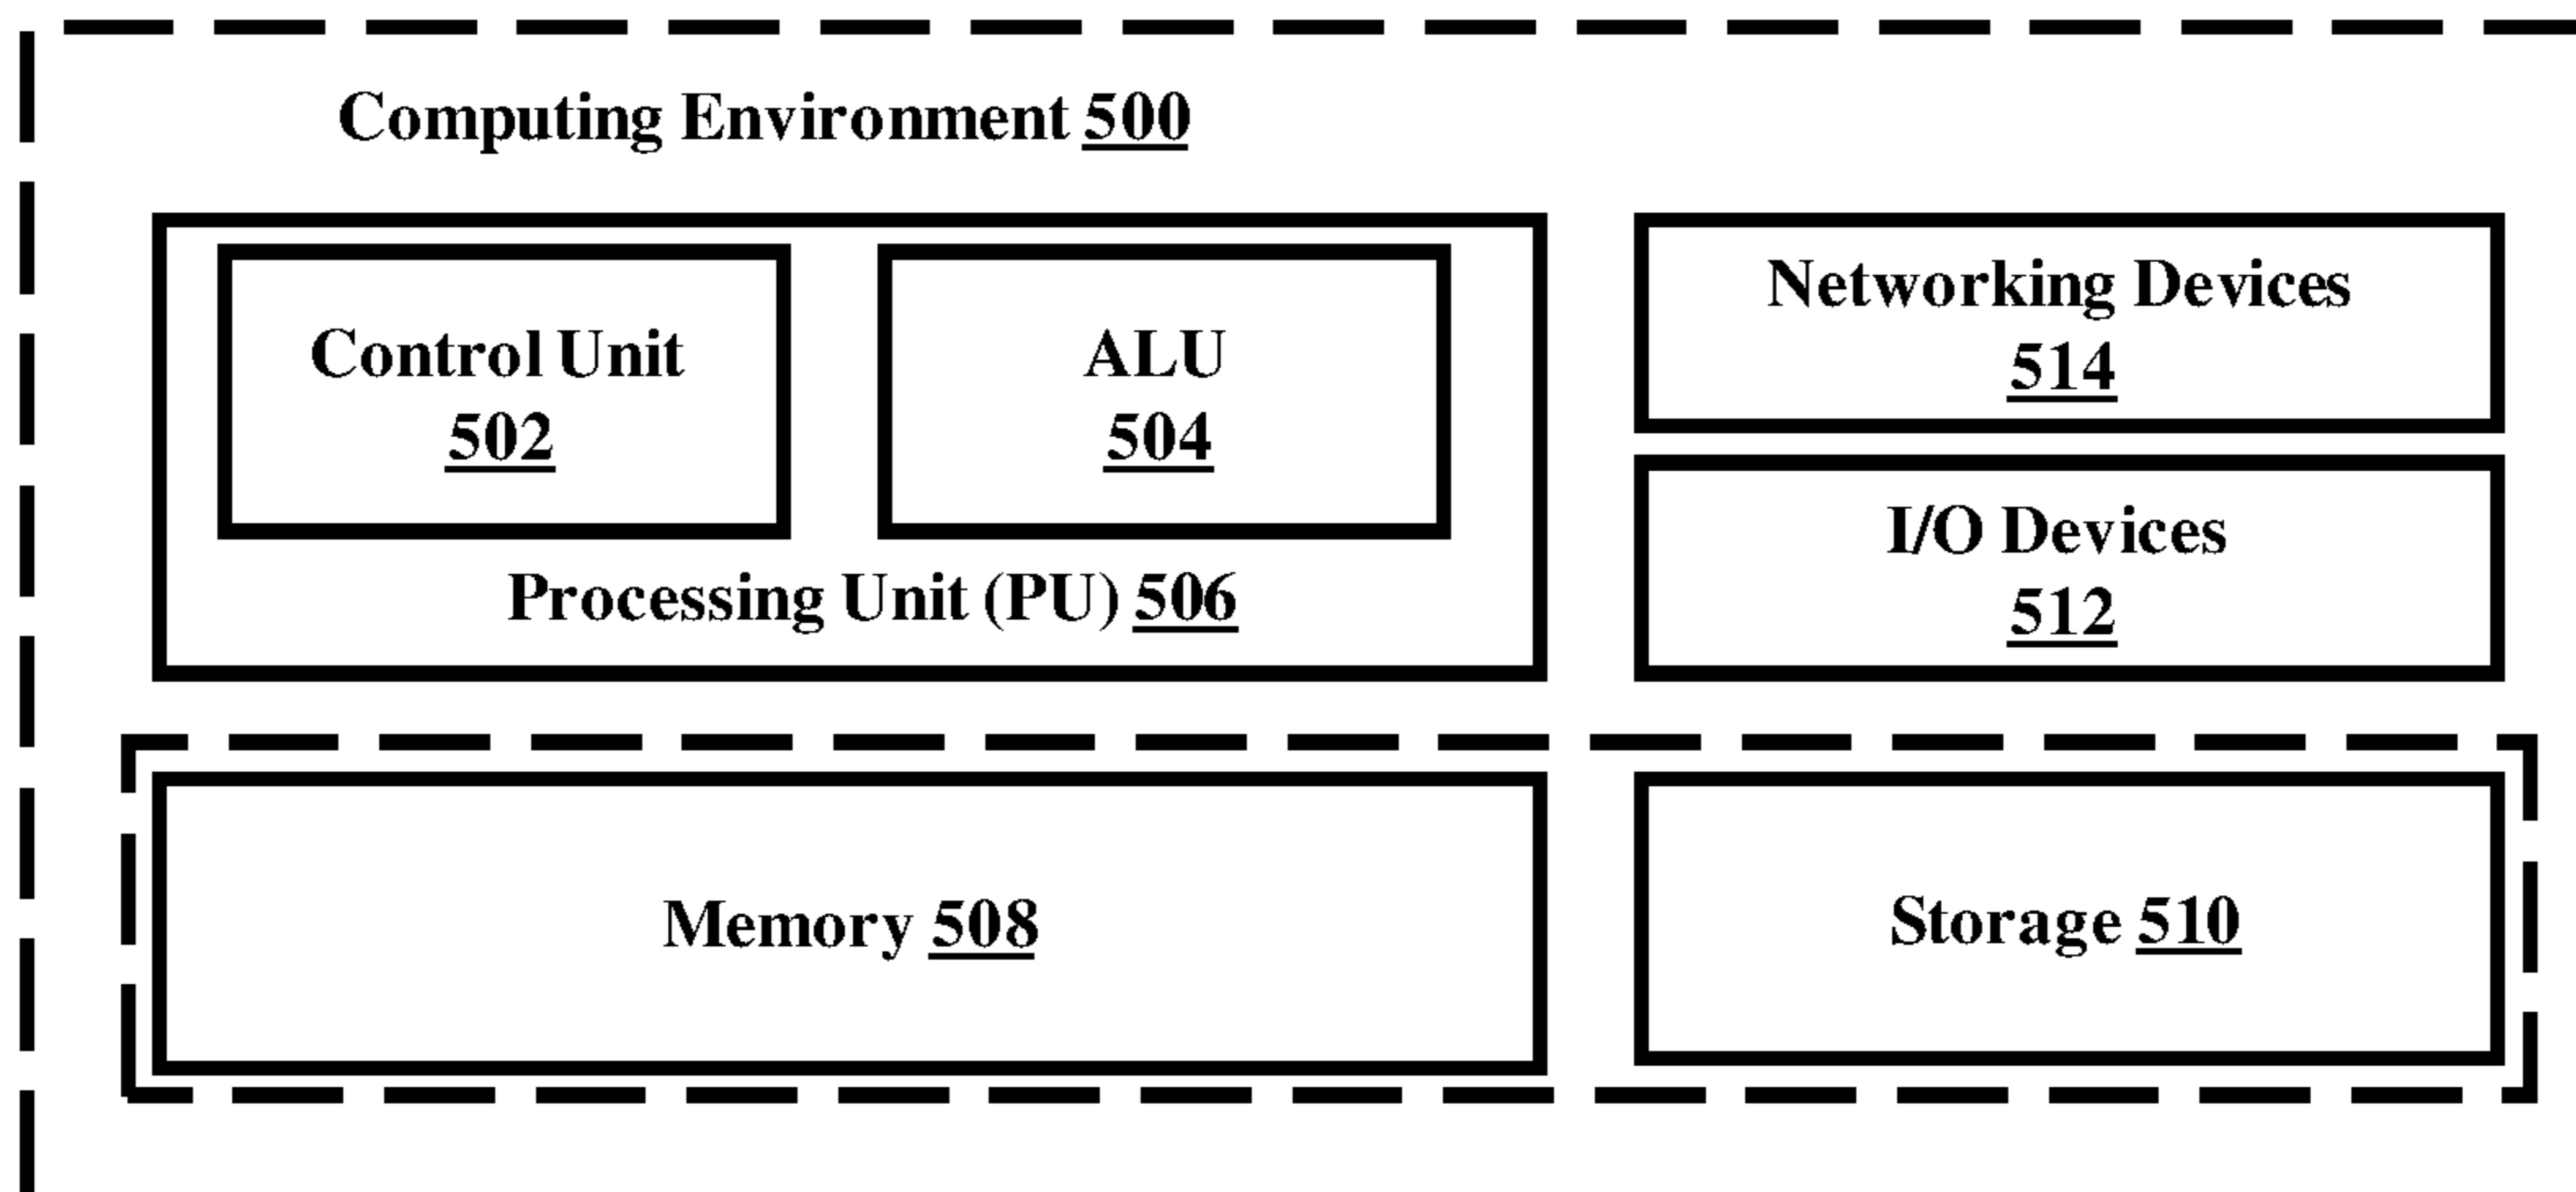 Computing Environment 500
Control Unit
502
ALU
504
Processing Unit (PU) 506
Networking Devices
514
I/O Devices
512
Memory 508
Storage 510